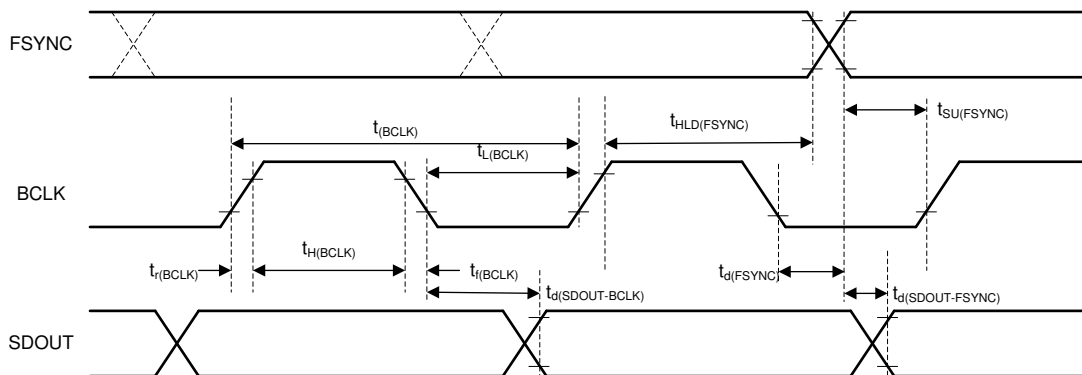 FSYNC
t(BCLK)
tHLD(FSYNC)
tSU(FSYNC)
tL(BCLK)
BCLK
tr(BCLK)
tH(BCLK)
tf(BCLK)
td(FSYNC)
td(SDOUT-BCLK)
td(SDOUT-FSYNC)
SDOUT